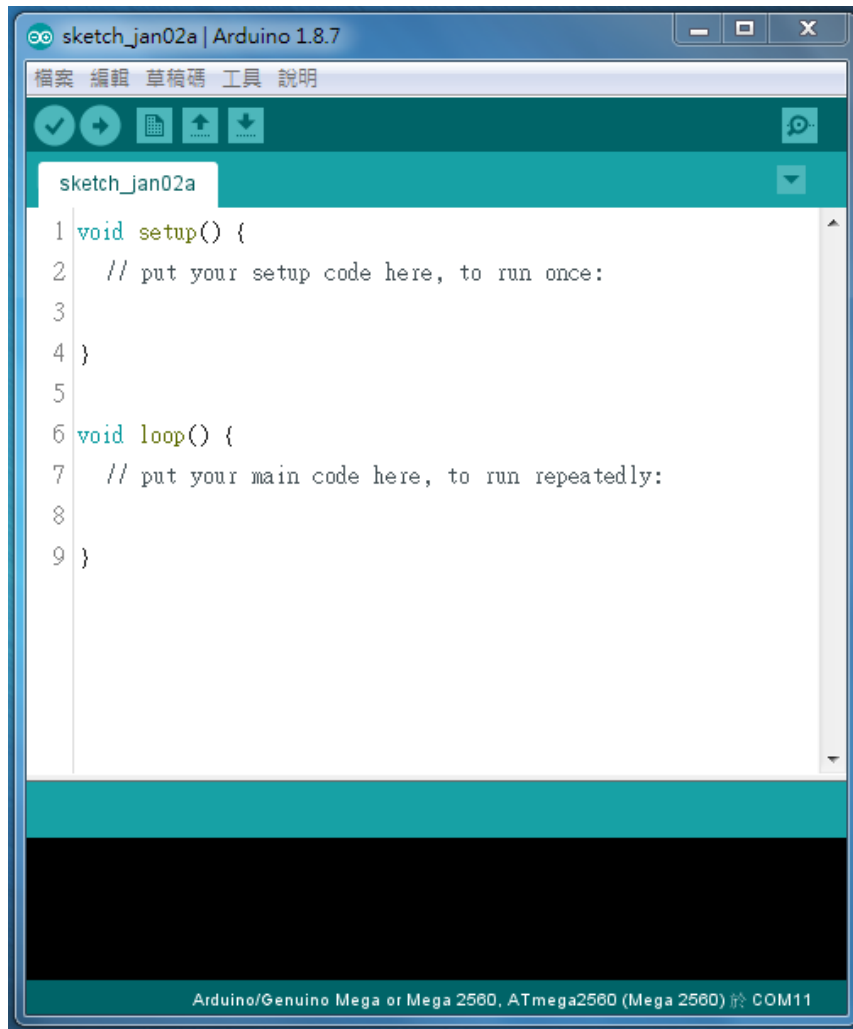 sketch_jan02a | Arduino 1.8.7
檔案 編輯 草稿碼 工具 說明
sketch_jan02a
1 void setup() {
2   // put your setup code here, to run once:
3
4 }
5
6 void loop() {
7   // put your main code here, to run repeatedly:
8
9 }
Arduino/Genuino Mega or Mega 2560, ATmega2560 (Mega 2560) 於 COM11